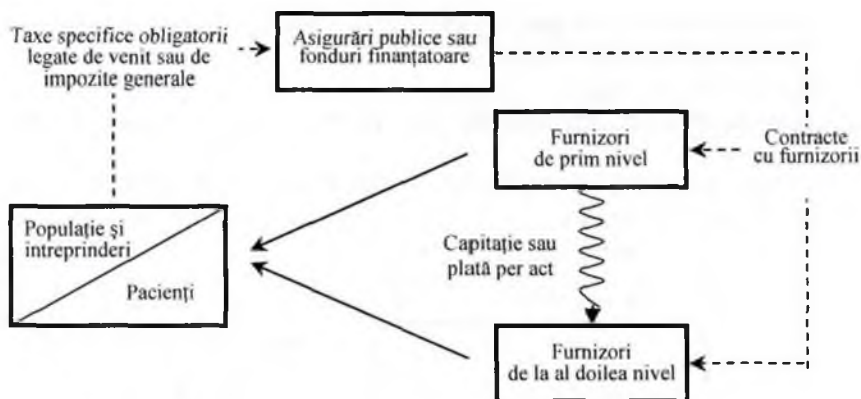 Taxe specifice obligatorii
legate de venit sau de
impozite generale
Asigurări publice sau
fonduri finanțatoare
Furnizori
de prim nivel
Contracte
cu furnizorii
Populație și
intreprinderi
Pacienți
Capitație sau
plată per act
Furnizori
de la al doilea nivel